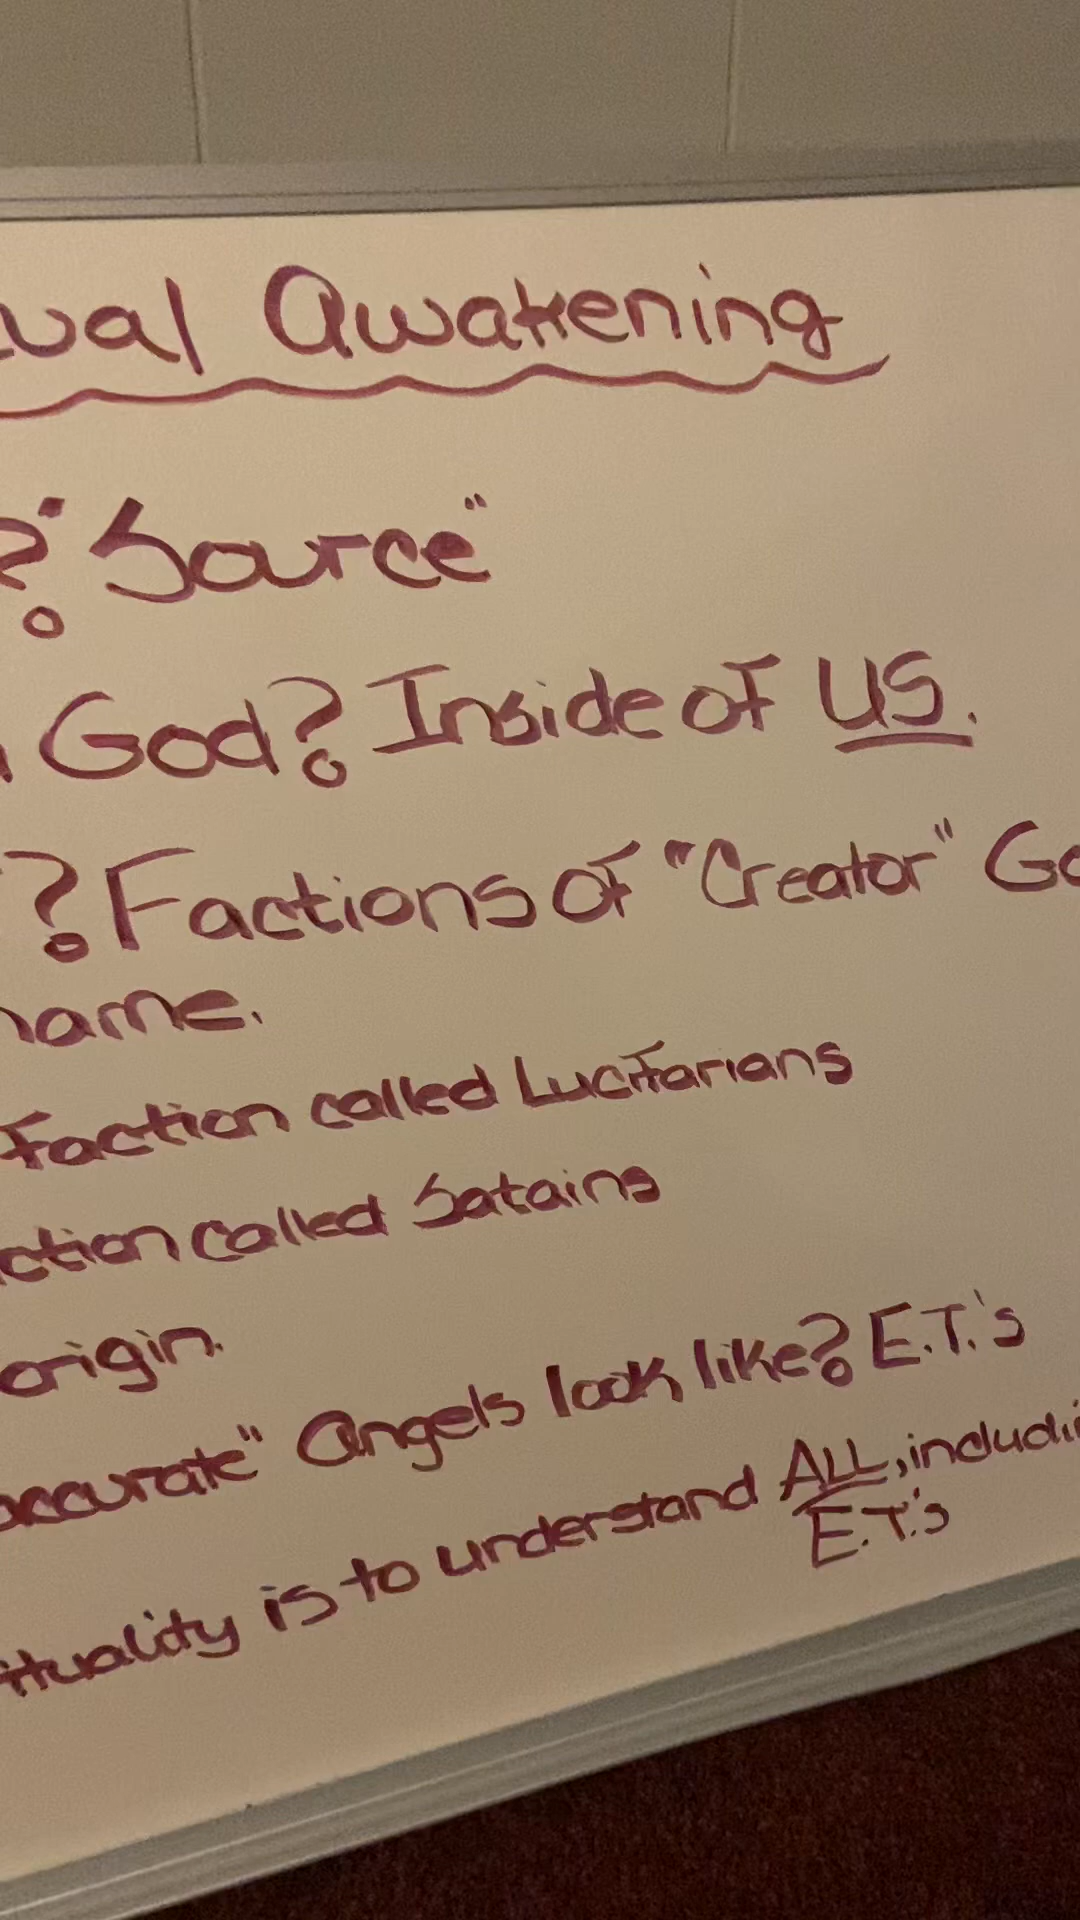 ual Awakening
? "Source"
God? Inside of US.
? Factions of "Creator" Go
name.
Faction called Lucifarians
ction called Satains
origin.
accurate" Angels look like? E.T.'s
ituality is to understand ALL, includi
E.T.'s